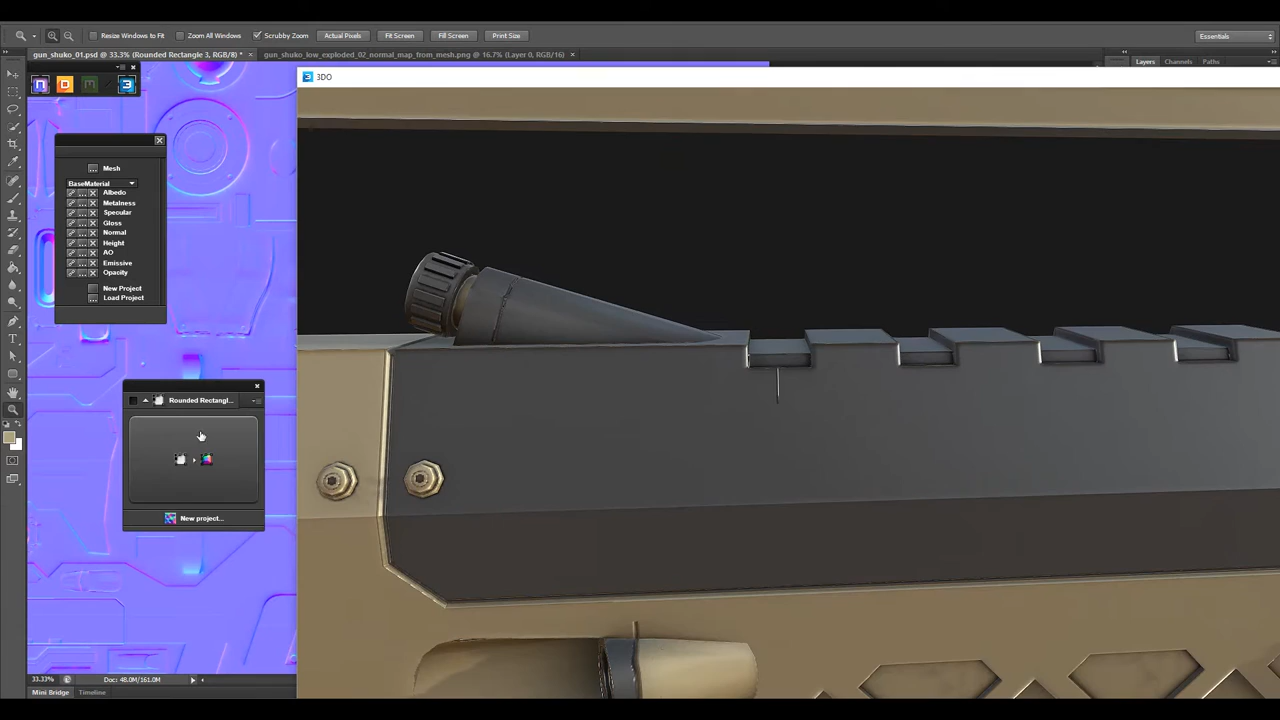 Resize Windows to Fit Zoom All Windows Scrubby Zoom Actual Pixels Fit Screen Fill Screen Print Size Essentials
gun_shuko_01.psd @ 33.3% (Rounded Rectangle 3, RGB/8) * × gun_shuko_low_exploded_02_normal_map_from_mesh.png @ 16.7% (Layer 0, RGB/16) ×
Layers Channels Paths
3DO
Mesh
BaseMaterial
Albedo
Metalness
Specular
Gloss
Normal
Height
AO
Emissive
Opacity
New Project
Load Project
Rounded Rectangl...
New project...
33.33% Doc: 48.0M/161.0M
Mini Bridge Timeline